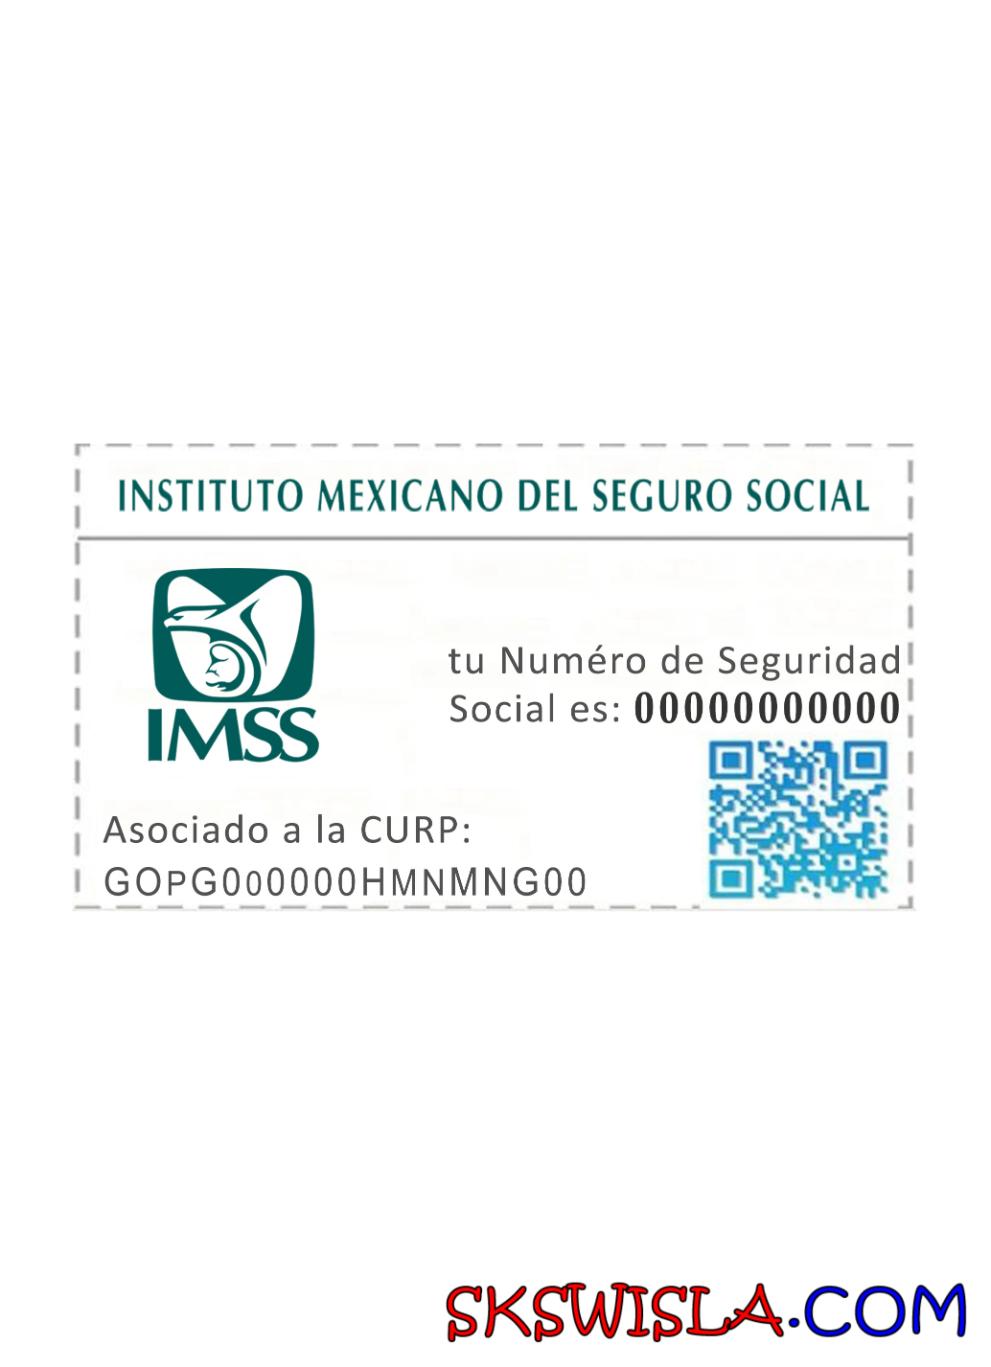 INSTITUTO MEXICANO DEL SEGURO SOCIAL
IMSS
tu Numéro de Seguridad
Social es: 00000000000
Asociado a la CURP:
GOPG000000HMNMNG00
SKSWISLA.COM